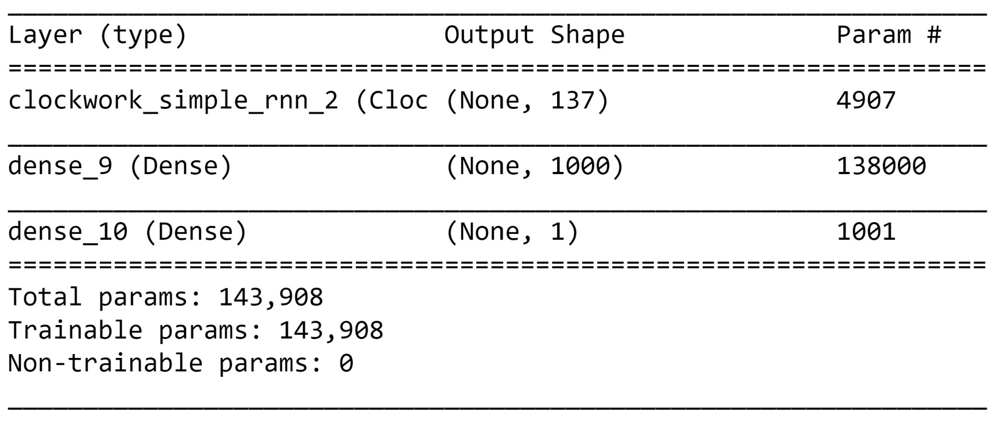 _________________________________________________________________
Layer (type)                 Output Shape              Param #
=================================================================
clockwork_simple_rnn_2 (Cloc (None, 137)               4907
_________________________________________________________________
dense_9 (Dense)              (None, 1000)              138000
_________________________________________________________________
dense_10 (Dense)             (None, 1)                 1001
=================================================================
Total params: 143,908
Trainable params: 143,908
Non-trainable params: 0
_________________________________________________________________